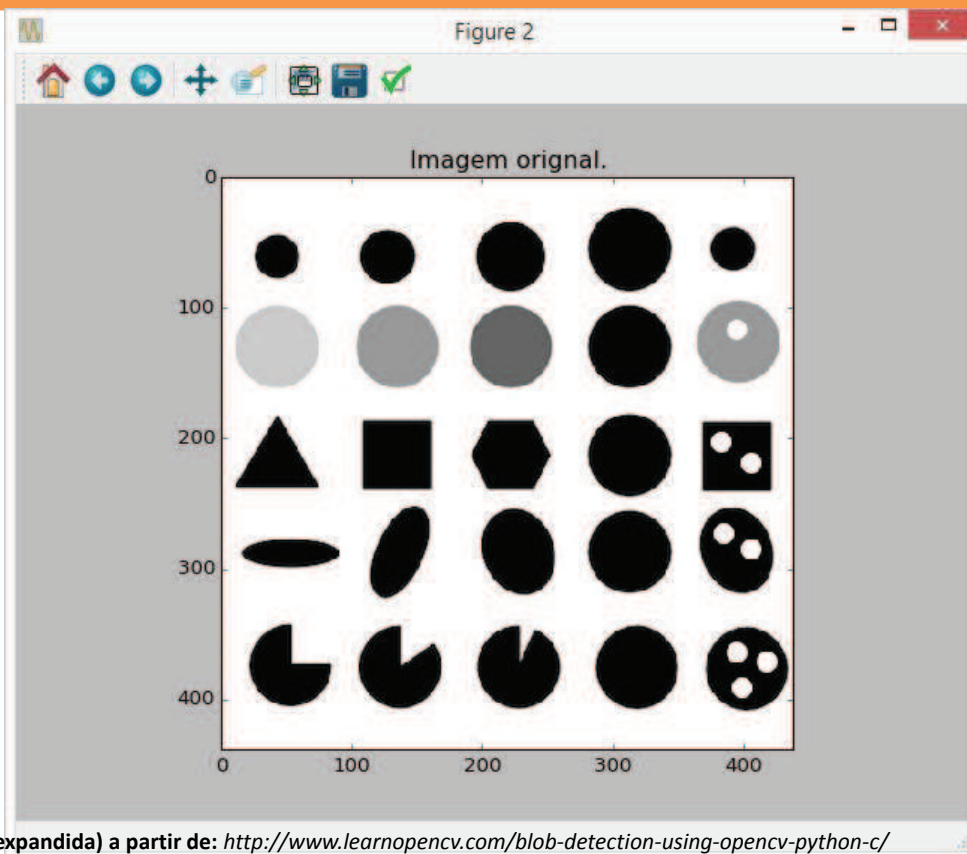 Figure 2
Imagem orignal.
0
100
200
300
400
0 100 200 300 400
expandida) a partir de: http://www.learnopencv.com/blob-detection-using-opencv-python-c/